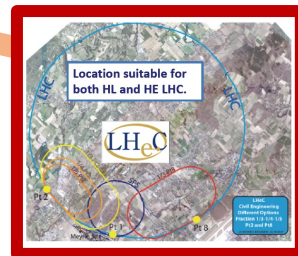 Location suitable for
both HL and HE LHC.
LHC
LHC
LHeC
Pt 2
SPS
Pt 1
Pt 8
Meyrin
LHeC
Civil Engineering
Different Options
Fraction 1/3-1/4-1/5
Pt2 and Pt8